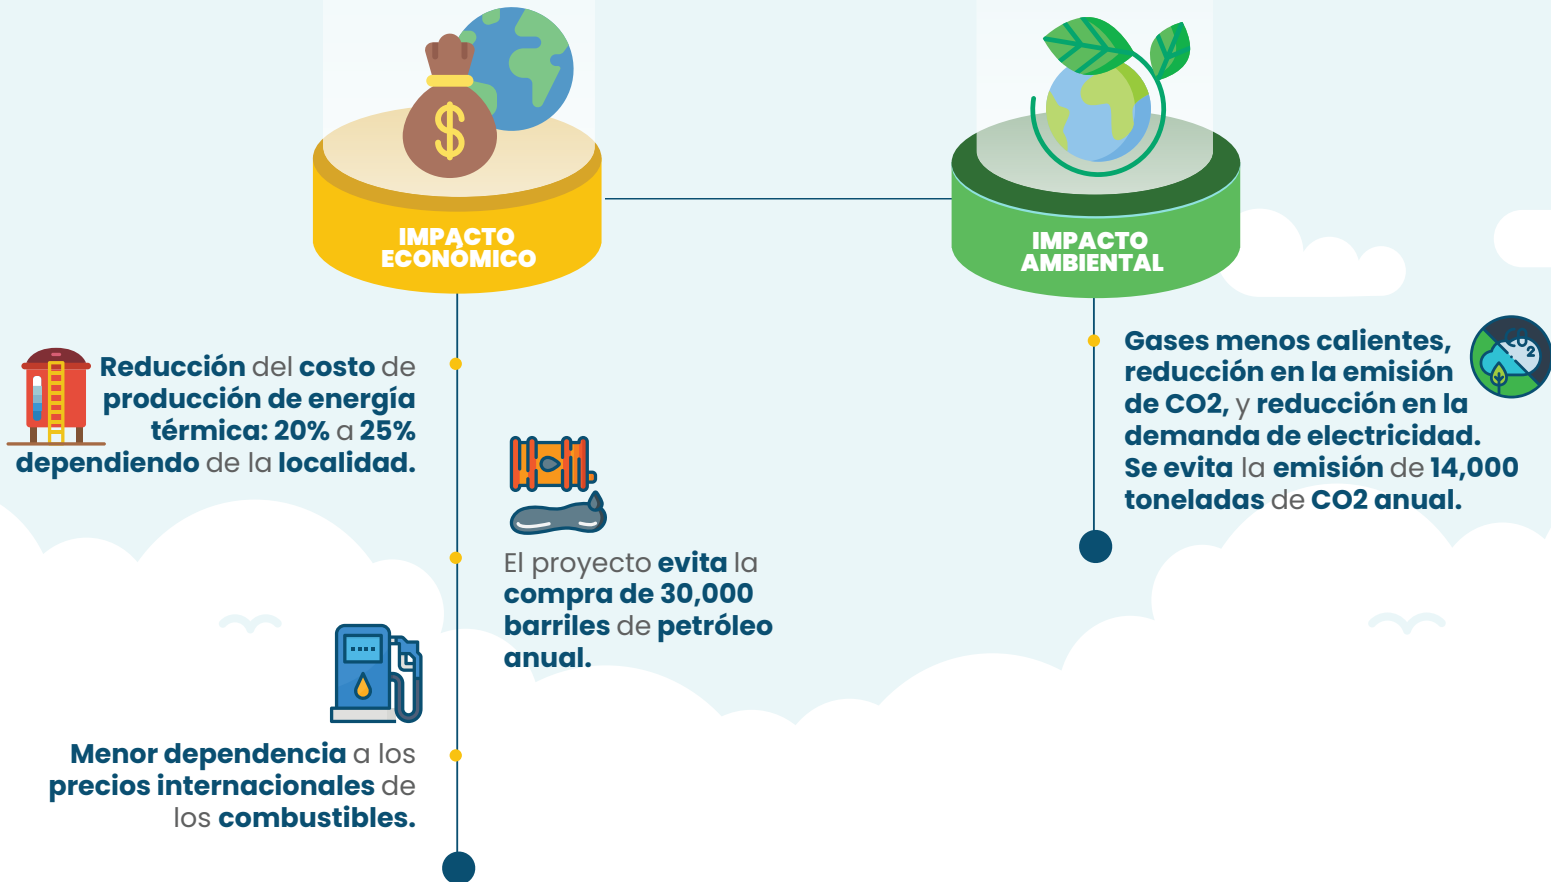 IMPACTO
ECONÓMICO
Reducción del costo de
producción de energía
térmica: 20% a 25%
dependiendo de la localidad.
El proyecto evita la
compra de 30,000
barriles de petróleo
anual.
Menor dependencia a los
precios internacionales de
los combustibles.
IMPACTO
AMBIENTAL
Gases menos calientes,
reducción en la emisión
de CO2, y reducción en la
demanda de electricidad.
Se evita la emisión de 14,000
toneladas de CO2 anual.
CO2